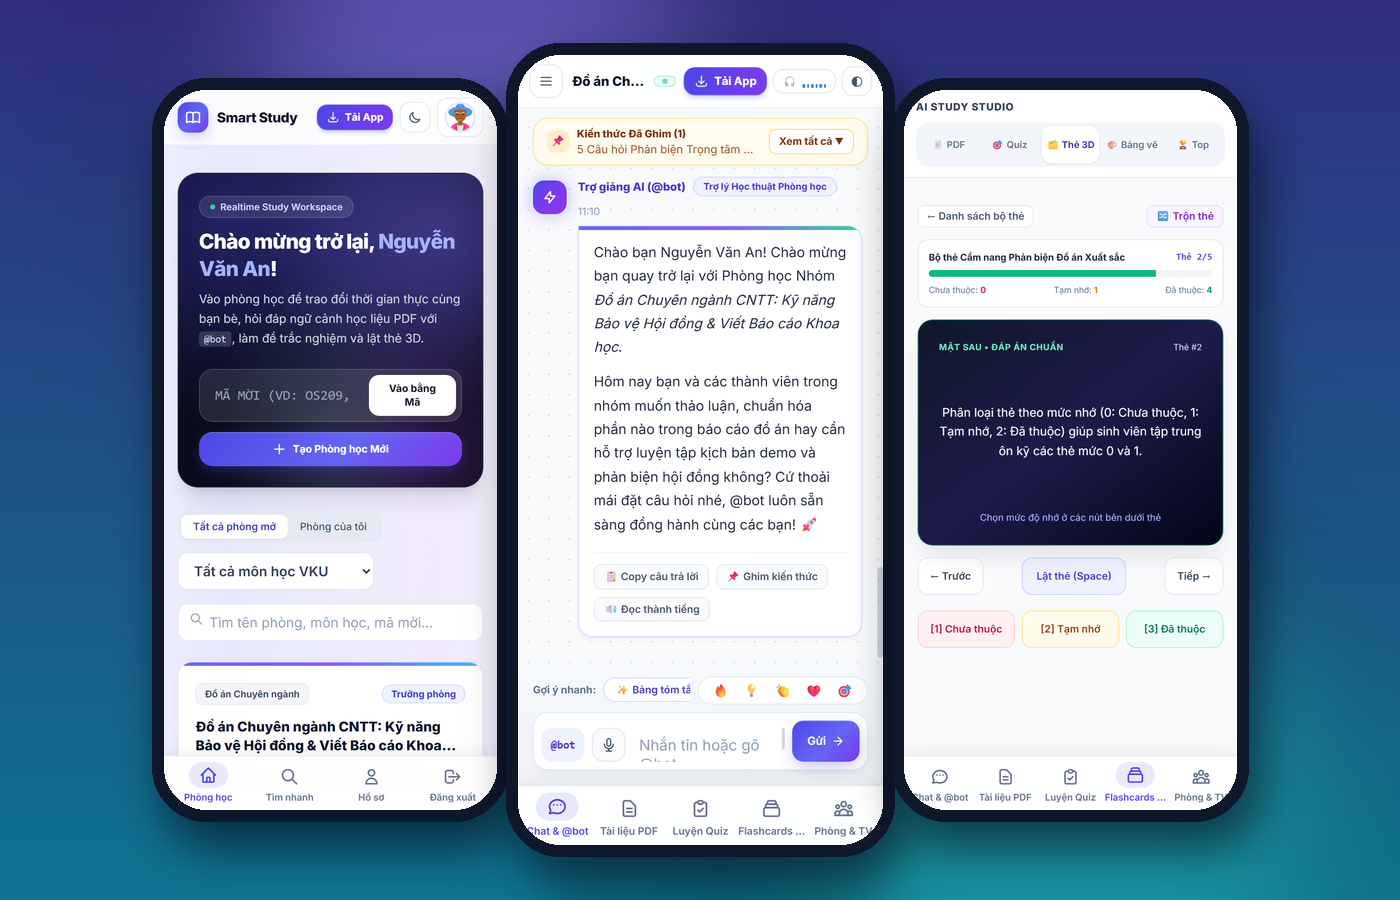 Smart Study
Tải App
Realtime Study Workspace
Chào mừng trở lại, Nguyễn
Văn An!
Vào phòng học để trao đổi thời gian thực cùng
bạn bè, hỏi đáp ngữ cảnh học liệu PDF với
@bot, làm đề trắc nghiệm và lật thẻ 3D.
MÃ MỜI (VD: OS209,
Vào bằng
Mã
+ Tạo Phòng học Mới
Tất cả phòng mở
Phòng của tôi
Tất cả môn học VKU
Tìm tên phòng, môn học, mã mời...
Đồ án Chuyên ngành
Trưởng phòng
Đồ án Chuyên ngành CNTT: Kỹ năng
Bảo vệ Hội đồng & Viết Báo cáo Khoa...
Phòng học
Tìm nhanh
Hồ sơ
Đăng xuất
Đồ án Ch...
Tải App
Kiến thức Đã Ghim (1)
5 Câu hỏi Phản biện Trọng tâm ...
Xem tất cả ▼
Trợ giảng AI (@bot)
Trợ lý Học thuật Phòng học
11:10
Chào bạn Nguyễn Văn An! Chào mừng
bạn quay trở lại với Phòng học Nhóm
Đồ án Chuyên ngành CNTT: Kỹ năng
Bảo vệ Hội đồng & Viết Báo cáo Khoa
học.
Hôm nay bạn và các thành viên trong
nhóm muốn thảo luận, chuẩn hóa
phần nào trong báo cáo đồ án hay cần
hỗ trợ luyện tập kịch bản demo và
phản biện hội đồng không? Cứ thoải
mái đặt câu hỏi nhé, @bot luôn sẵn
sàng đồng hành cùng các bạn! 🚀
Copy câu trả lời
Ghim kiến thức
Đọc thành tiếng
Gợi ý nhanh:
✨ Bảng tóm tắ
@bot
Nhắn tin hoặc gõ
Gửi →
Chat & @bot
Tài liệu PDF
Luyện Quiz
Flashcards ...
Phòng & TV
AI STUDY STUDIO
PDF
Quiz
Thẻ 3D
Bảng vẽ
Top
← Danh sách bộ thẻ
Trộn thẻ
Bộ thẻ Cẩm nang Phản biện Đồ án Xuất sắc
Thẻ 2/5
Chưa thuộc: 0
Tạm nhớ: 1
Đã thuộc: 4
MẶT SAU • ĐÁP ÁN CHUẨN
Thẻ #2
Phân loại thẻ theo mức nhớ (0: Chưa thuộc, 1:
Tạm nhớ, 2: Đã thuộc) giúp sinh viên tập trung
ôn kỹ các thẻ mức 0 và 1.
Chọn mức độ nhớ ở các nút bên dưới thẻ
← Trước
Lật thẻ (Space)
Tiếp →
[1] Chưa thuộc
[2] Tạm nhớ
[3] Đã thuộc
Chat & @bot
Tài liệu PDF
Luyện Quiz
Flashcards ...
Phòng & TV